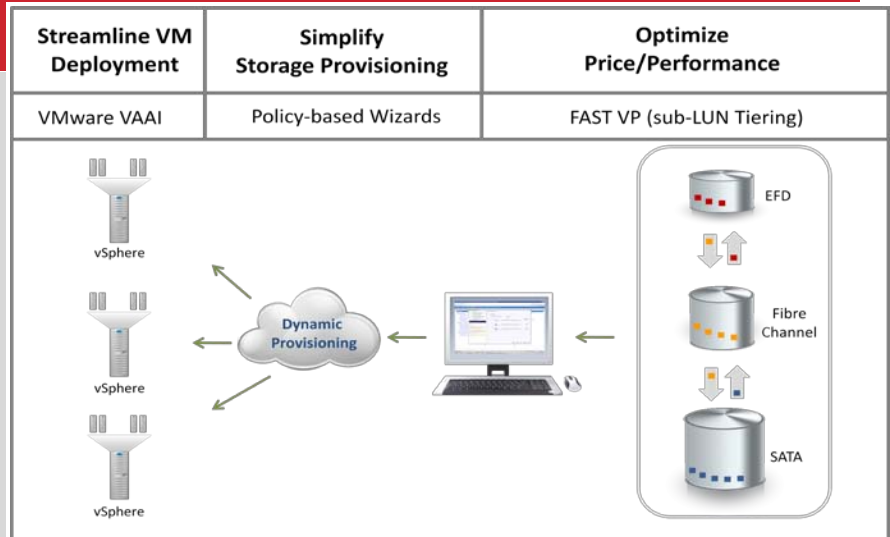 Streamline VM
Deployment
Simplify
Storage Provisioning
Optimize
Price/Performance
VMware VAAI
Policy-based Wizards
FAST VP (sub-LUN Tiering)
vSphere
vSphere
vSphere
Dynamic
Provisioning
EFD
Fibre
Channel
SATA